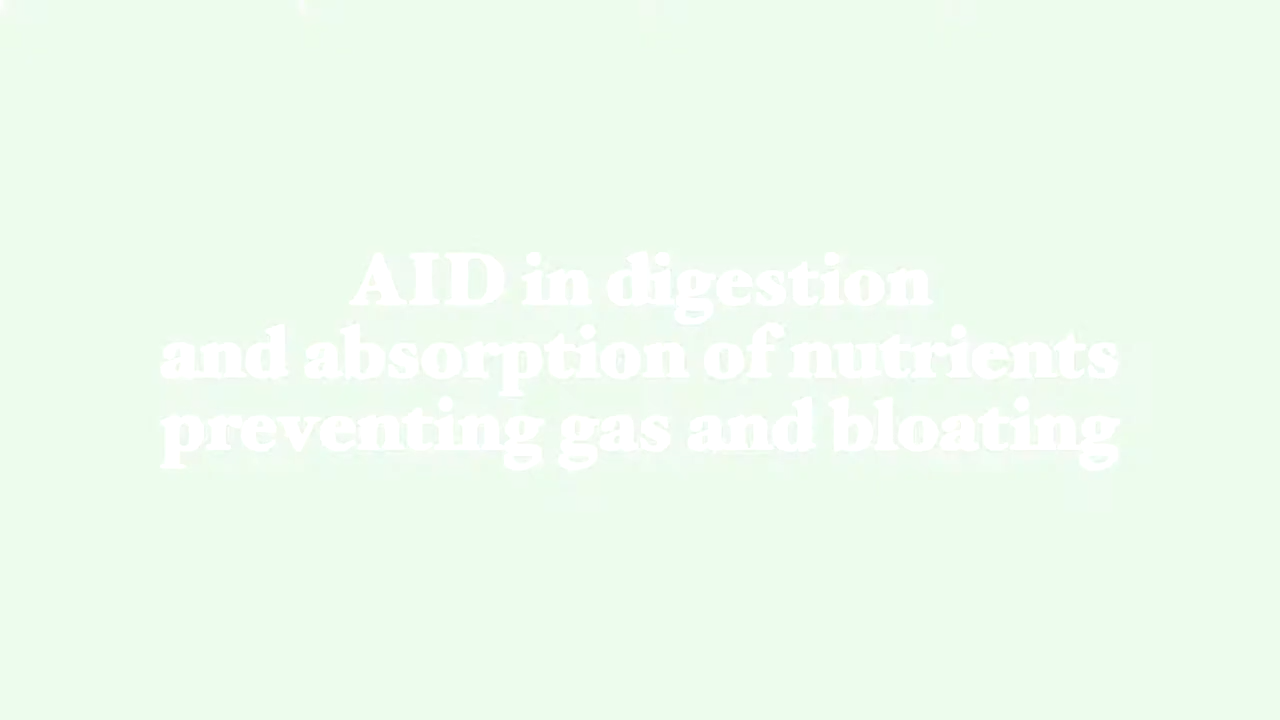 AID in digestion
and absorption of nutrients
preventing gas and bloating